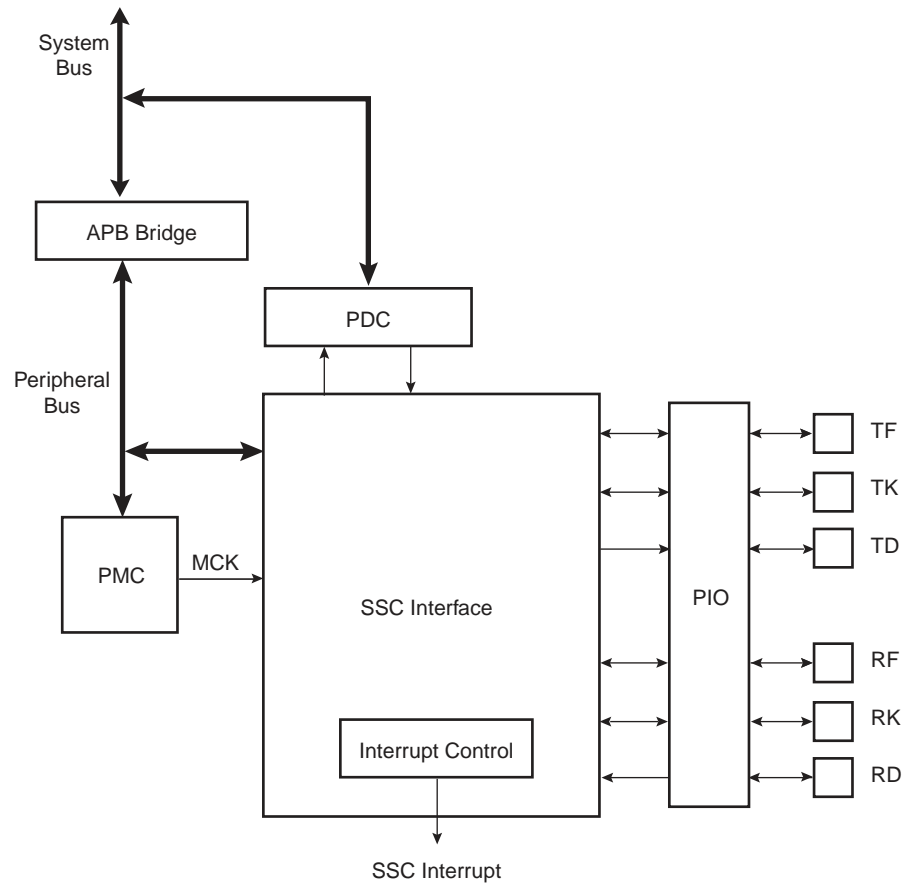 System
Bus
APB Bridge
PDC
Peripheral
Bus
TF
TK
TD
PMC
MCK
SSC Interface
PIO
RF
RK
RD
Interrupt Control
SSC Interrupt